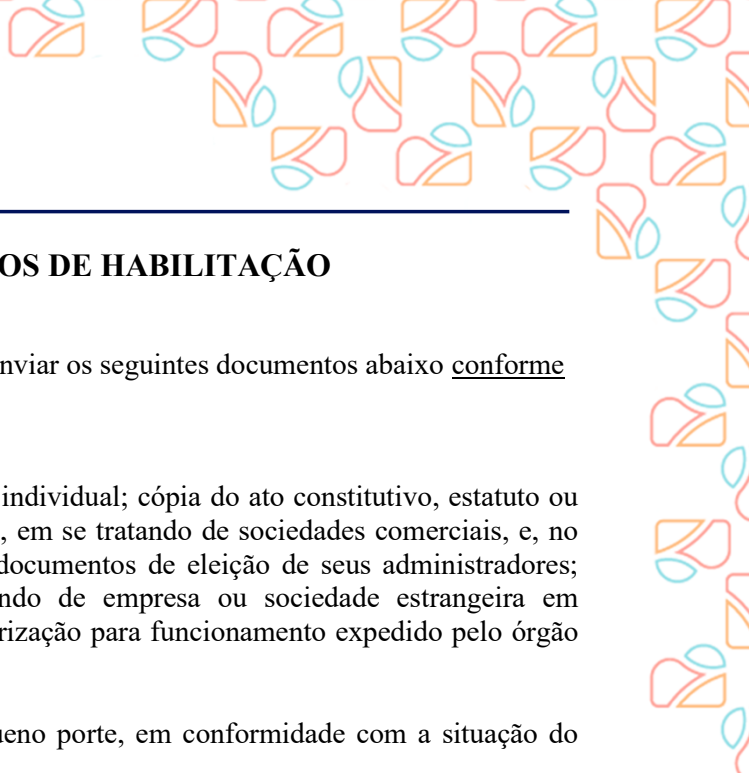 OS DE HABILITAÇÃO
nviar os seguintes documentos abaixo conforme
individual; cópia do ato constitutivo, estatuto ou
, em se tratando de sociedades comerciais, e, no
documentos de eleição de seus administradores;
ndo de empresa ou sociedade estrangeira em
rização para funcionamento expedido pelo órgão
ueno porte, em conformidade com a situação do